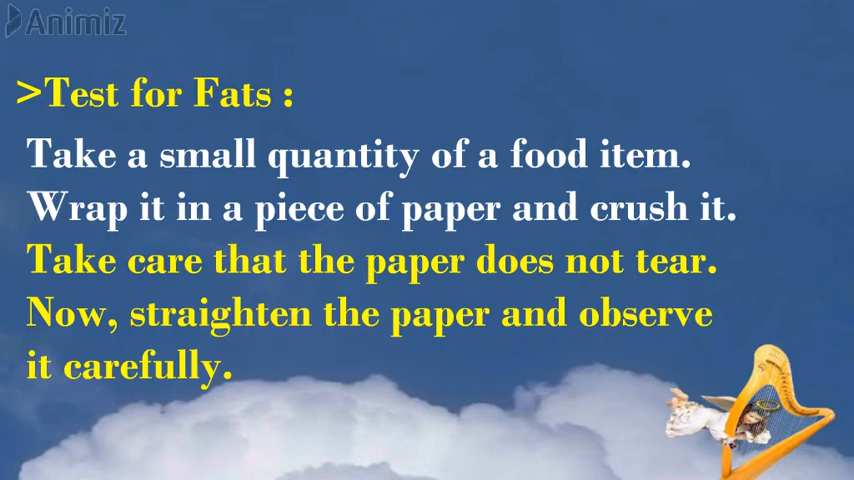 Animiz
>Test for Fats :
Take a small quantity of a food item.
Wrap it in a piece of paper and crush it.
Take care that the paper does not tear.
Now, straighten the paper and observe
it carefully.